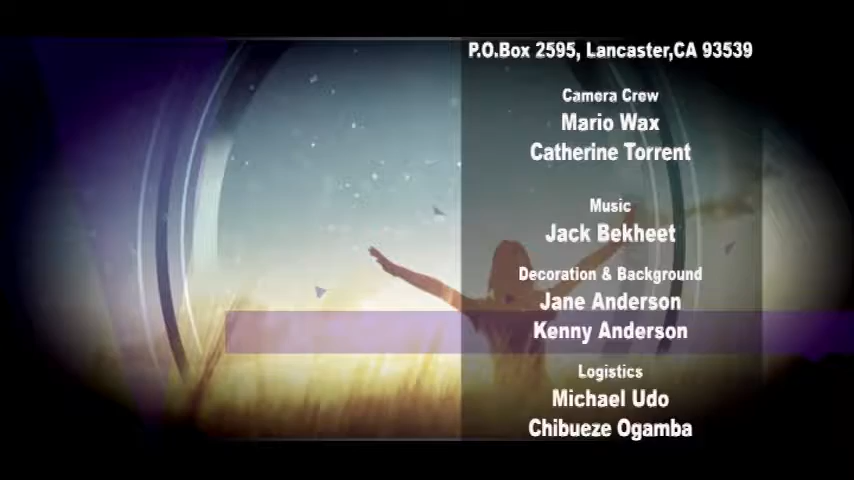 P.O.Box 2595, Lancaster,CA 93539
Camera Crew
Mario Wax
Catherine Torrent
Music
Jack Bekheet
Decoration & Background
Jane Anderson
Kenny Anderson
Logistics
Michael Udo
Chibueze Ogamba